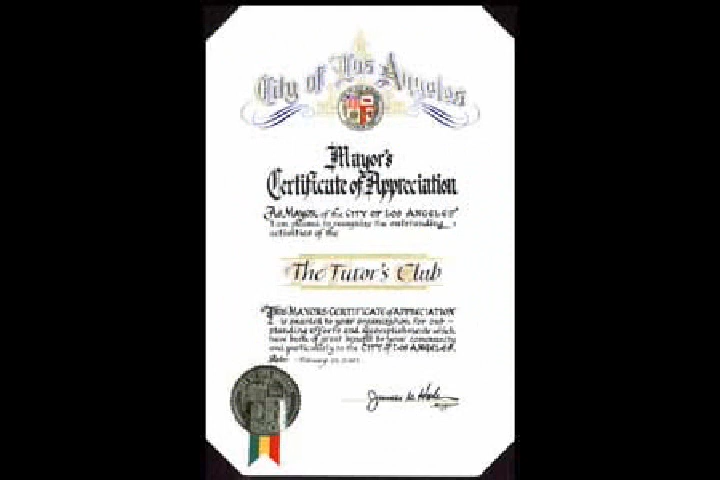 City of Los Angeles
Mayor's
Certificate of Appreciation
As Mayor of the CITY OF LOS ANGELES
I am pleased to recognize the outstanding
activities of the
The Tutor's Club
THIS MAYOR'S CERTIFICATE of APPRECIATION
is awarded to your organization for out-
standing efforts and accomplishments which
have been of great benefit to your community
and particularly to the CITY of LOS ANGELES.
Date
Mayor